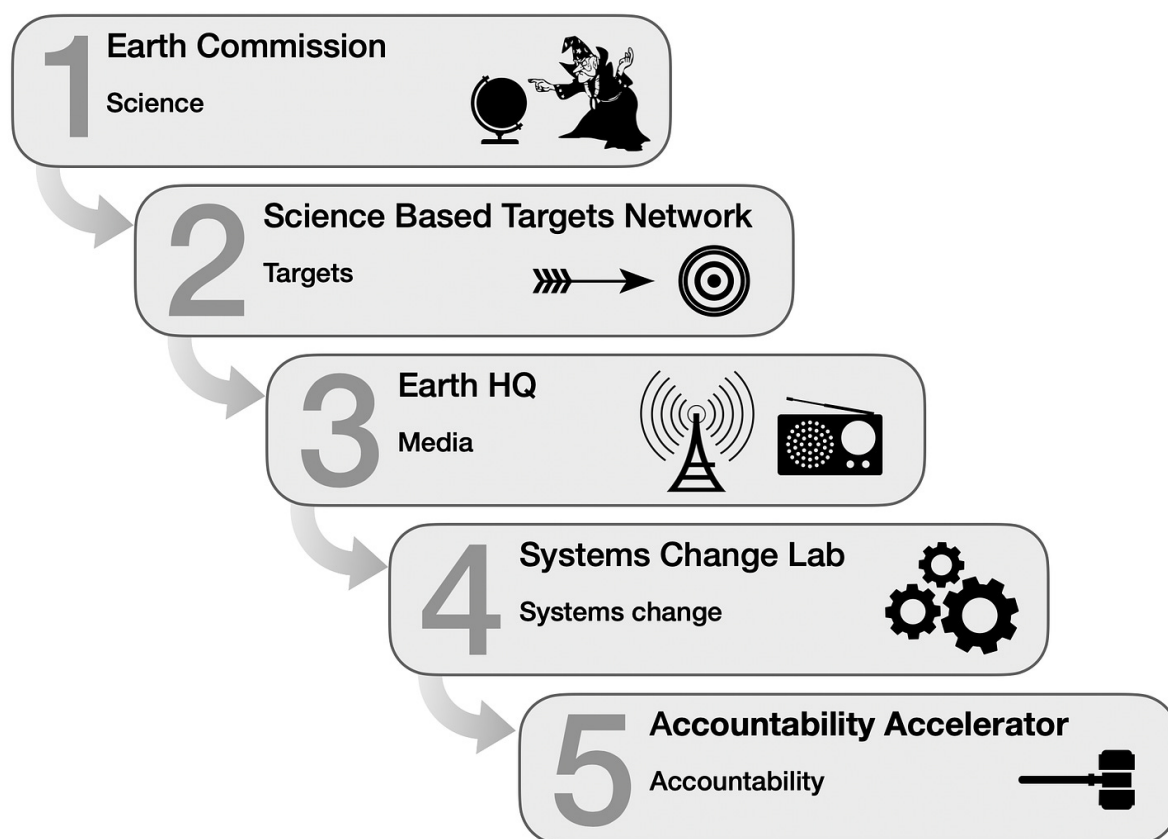 1
Earth Commission
Science
2
Science Based Targets Network
Targets
3
Earth HQ
Media
4
Systems Change Lab
Systems change
5
Accountability Accelerator
Accountability